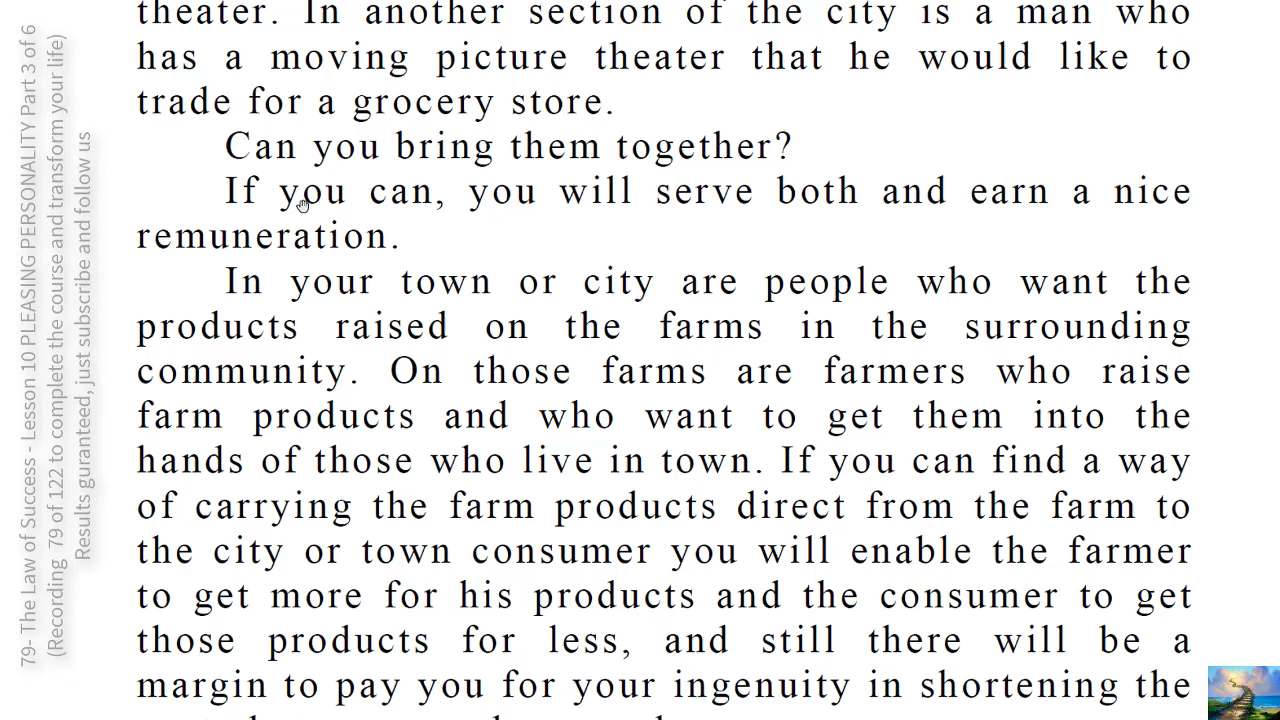 theater. In another section of the city is a man who
has a moving picture theater that he would like to
trade for a grocery store.
Can you bring them together?
If you can, you will serve both and earn a nice
remuneration.
In your town or city are people who want the
products raised on the farms in the surrounding
community. On those farms are farmers who raise
farm products and who want to get them into the
hands of those who live in town. If you can find a way
of carrying the farm products direct from the farm to
the city or town consumer you will enable the farmer
to get more for his products and the consumer to get
those products for less, and still there will be a
margin to pay you for your ingenuity in shortening the
79- The Law of Success - Lesson 10 PLEASING PERSONALITY Part 3 of 6
(Recording 79 of 122 to complete the course and transform your life)
Results guranteed, just subscribe and follow us